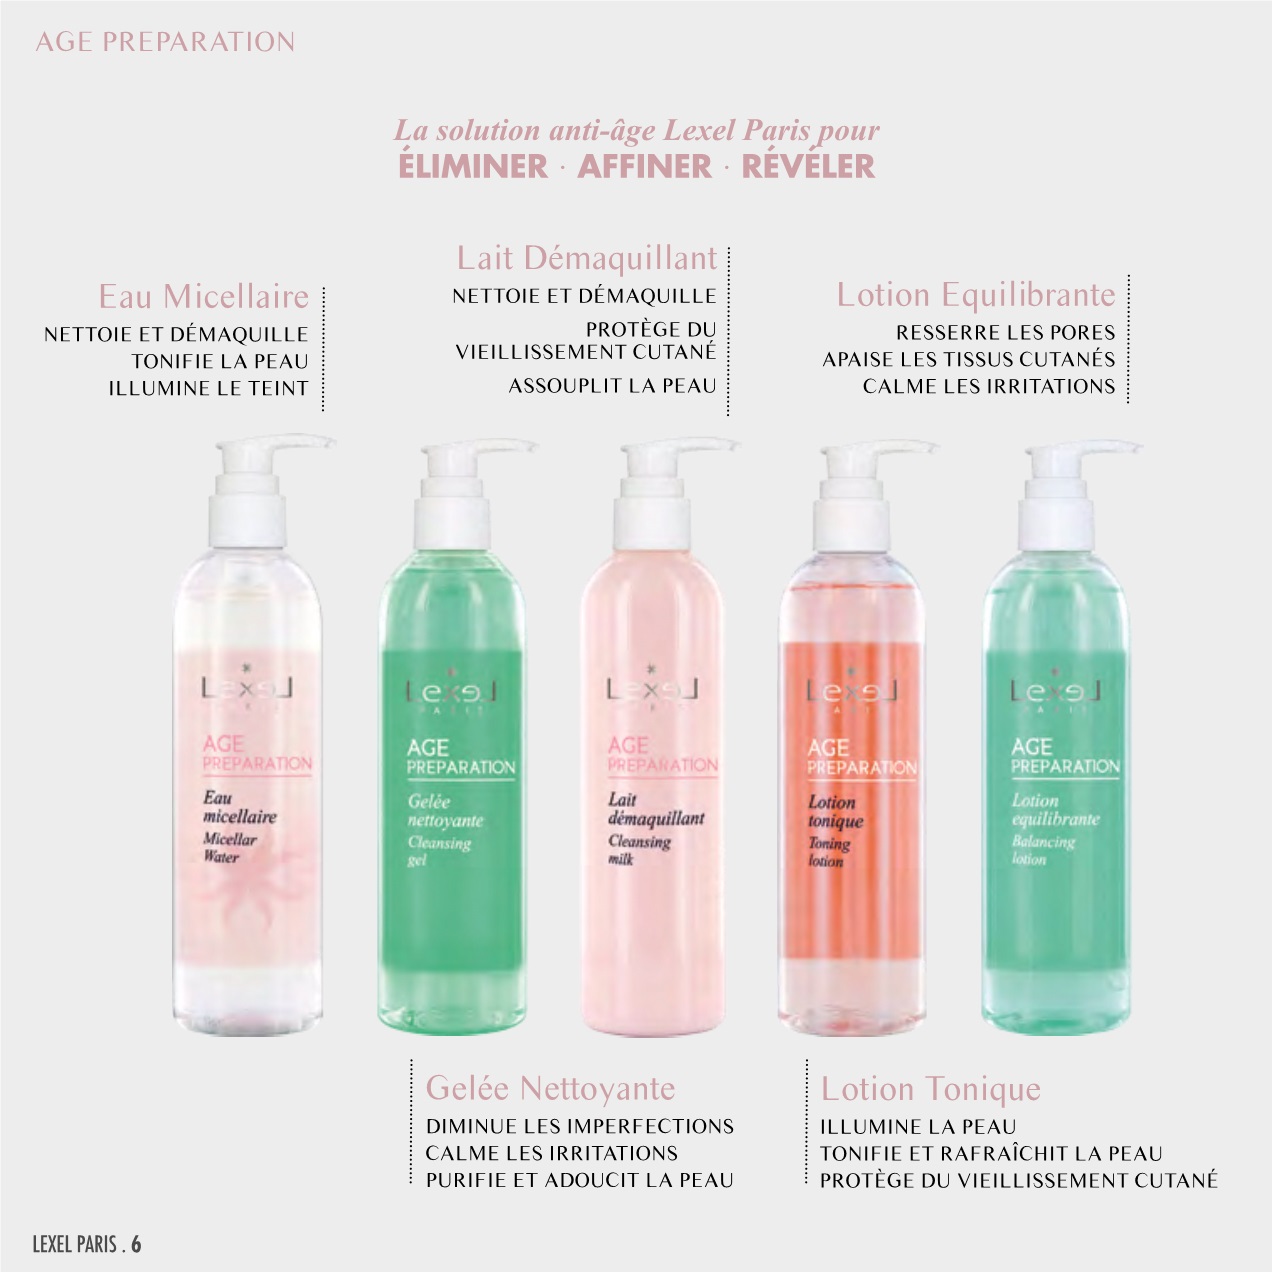 AGE PREPARATION
La solution anti-âge Lexel Paris pour
ÉLIMINER · AFFINER · RÉVÉLER
Eau Micellaire
NETTOIE ET DÉMAQUILLE
TONIFIE LA PEAU
ILLUMINE LE TEINT
Lait Démaquillant
NETTOIE ET DÉMAQUILLE
PROTÈGE DU
VIEILLISSEMENT CUTANÉ
ASSOUPLIT LA PEAU
Lotion Equilibrante
RESSERRE LES PORES
APAISE LES TISSUS CUTANÉS
CALME LES IRRITATIONS
Lexel
AGE
PREPARATION
Eau
micellaire
Micellar
Water
Lexel
PARIS
AGE
PREPARATION
Gelée
nettoyante
Cleansing
gel
Lexel
AGE
PREPARATION
Lait
démaquillant
Cleansing
milk
Lexel
PARIS
AGE
PREPARATION
Lotion
tonique
Toning
lotion
Lexel
PARIS
AGE
PREPARATION
Lotion
equilibrante
Balancing
lotion
Gelée Nettoyante
DIMINUE LES IMPERFECTIONS
CALME LES IRRITATIONS
PURIFIE ET ADOUCIT LA PEAU
Lotion Tonique
ILLUMINE LA PEAU
TONIFIE ET RAFRAÎCHIT LA PEAU
PROTÈGE DU VIEILLISSEMENT CUTANÉ
LEXEL PARIS . 6